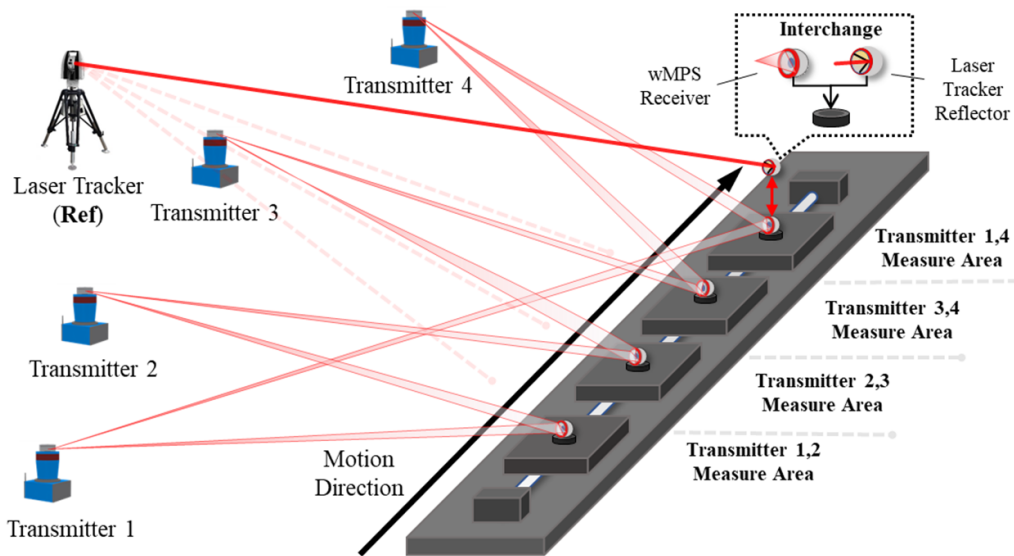 Interchange
wMPS
Receiver
Laser
Tracker
Reflector
Transmitter 4
Laser Tracker
(Ref)
Transmitter 3
Transmitter 1,4
Measure Area
Transmitter 3,4
Measure Area
Transmitter 2
Transmitter 2,3
Measure Area
Transmitter 1,2
Measure Area
Motion
Direction
Transmitter 1